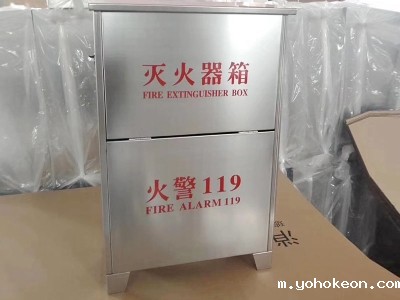 灭火器箱
FIRE EXTINGUISHER BOX
火警119
FIRE ALARM 119
m.yohokeon.com